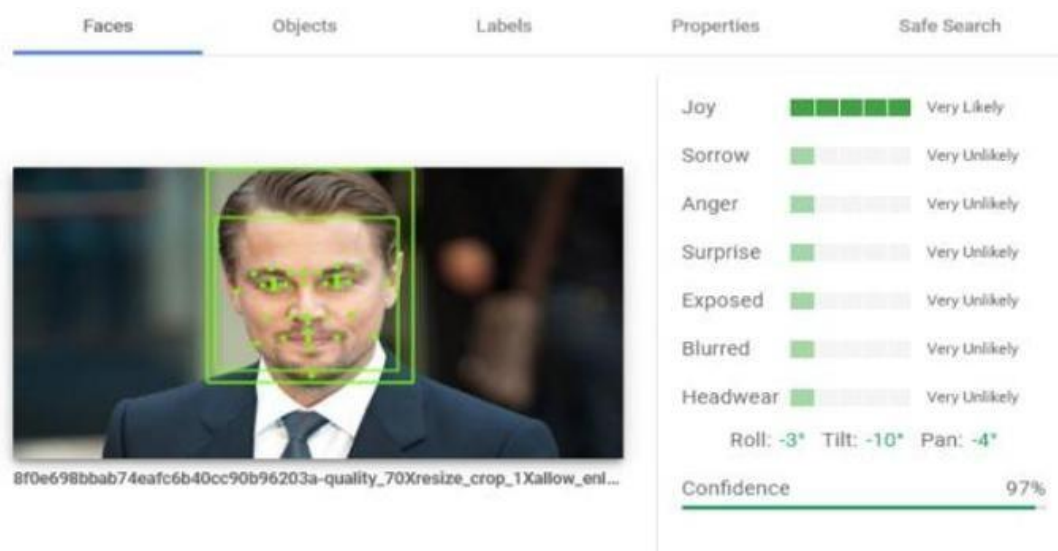 Faces Objects Labels Properties Safe Search
Joy Very Likely
Sorrow Very Unlikely
Anger Very Unlikely
Surprise Very Unlikely
Exposed Very Unlikely
Blurred Very Unlikely
Headwear Very Unlikely
Roll: -3° Tilt: -10° Pan: -4°
8f0e698bbab74eafc6b40cc90b96203a-quality_70Xresize_crop_1Xallow_enl...
Confidence 97%